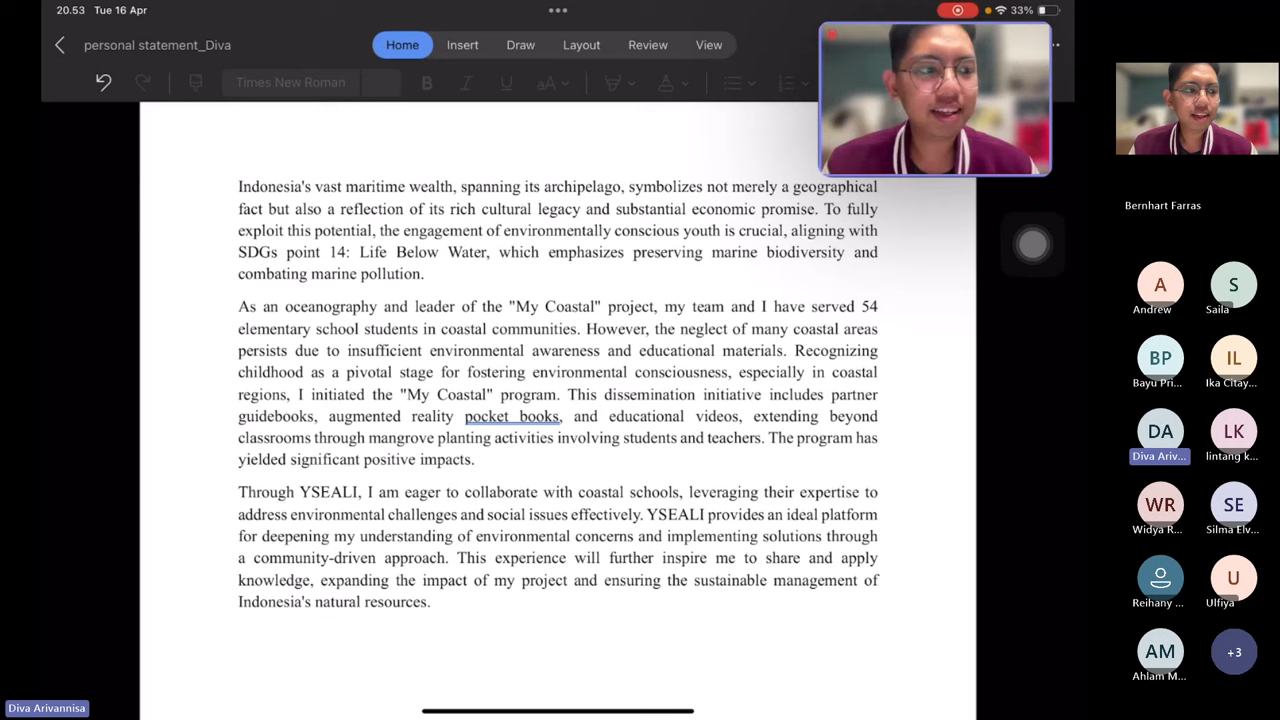 20.53 Tue 16 Apr
33%
personal statement_Diva
Home Insert Draw Layout Review View
Times New Roman
B I U aA
Indonesia's vast maritime wealth, spanning its archipelago, symbolizes not merely a geographical
fact but also a reflection of its rich cultural legacy and substantial economic promise. To fully
exploit this potential, the engagement of environmentally conscious youth is crucial, aligning with
SDGs point 14: Life Below Water, which emphasizes preserving marine biodiversity and
combating marine pollution.
As an oceanography and leader of the "My Coastal" project, my team and I have served 54
elementary school students in coastal communities. However, the neglect of many coastal areas
persists due to insufficient environmental awareness and educational materials. Recognizing
childhood as a pivotal stage for fostering environmental consciousness, especially in coastal
regions, I initiated the "My Coastal" program. This dissemination initiative includes partner
guidebooks, augmented reality pocket books, and educational videos, extending beyond
classrooms through mangrove planting activities involving students and teachers. The program has
yielded significant positive impacts.
Through YSEALI, I am eager to collaborate with coastal schools, leveraging their expertise to
address environmental challenges and social issues effectively. YSEALI provides an ideal platform
for deepening my understanding of environmental concerns and implementing solutions through
a community-driven approach. This experience will further inspire me to share and apply
knowledge, expanding the impact of my project and ensuring the sustainable management of
Indonesia's natural resources.
Diva Arivannisa
Bernhart Farras
A S
Andrew Saila
BP IL
Bayu Pri... Ika Citay...
DA LK
Diva Ariv... lintang k...
WR SE
Widya R... Silma Elv...
U
Reihany ... Ulfiya
AM +3
Ahlam M...